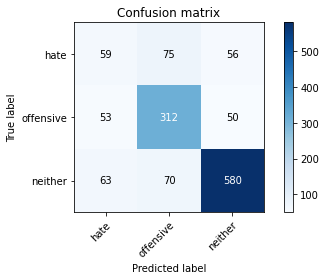 Confusion matrix
True label
hate
59 75 56
offensive
53 312 50
neither
63 70 580
hate
offensive
neither
Predicted label
500
400
300
200
100